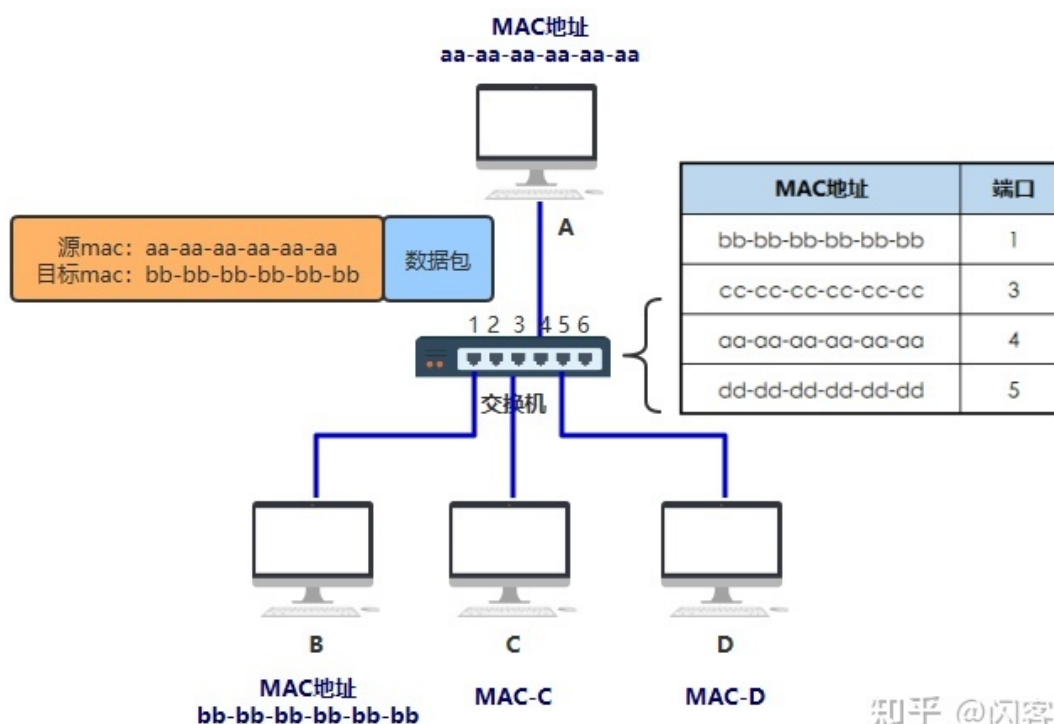 MAC地址
aa-aa-aa-aa-aa-aa
A
源mac：aa-aa-aa-aa-aa-aa
目标mac：bb-bb-bb-bb-bb-bb
数据包
MAC地址 端口
bb-bb-bb-bb-bb-bb 1
cc-cc-cc-cc-cc-cc 3
aa-aa-aa-aa-aa-aa 4
dd-dd-dd-dd-dd-dd 5
1 2 3 4 5 6
交换机
B
C
D
MAC地址
bb-bb-bb-bb-bb-bb
MAC-C
MAC-D
知乎 @闪客